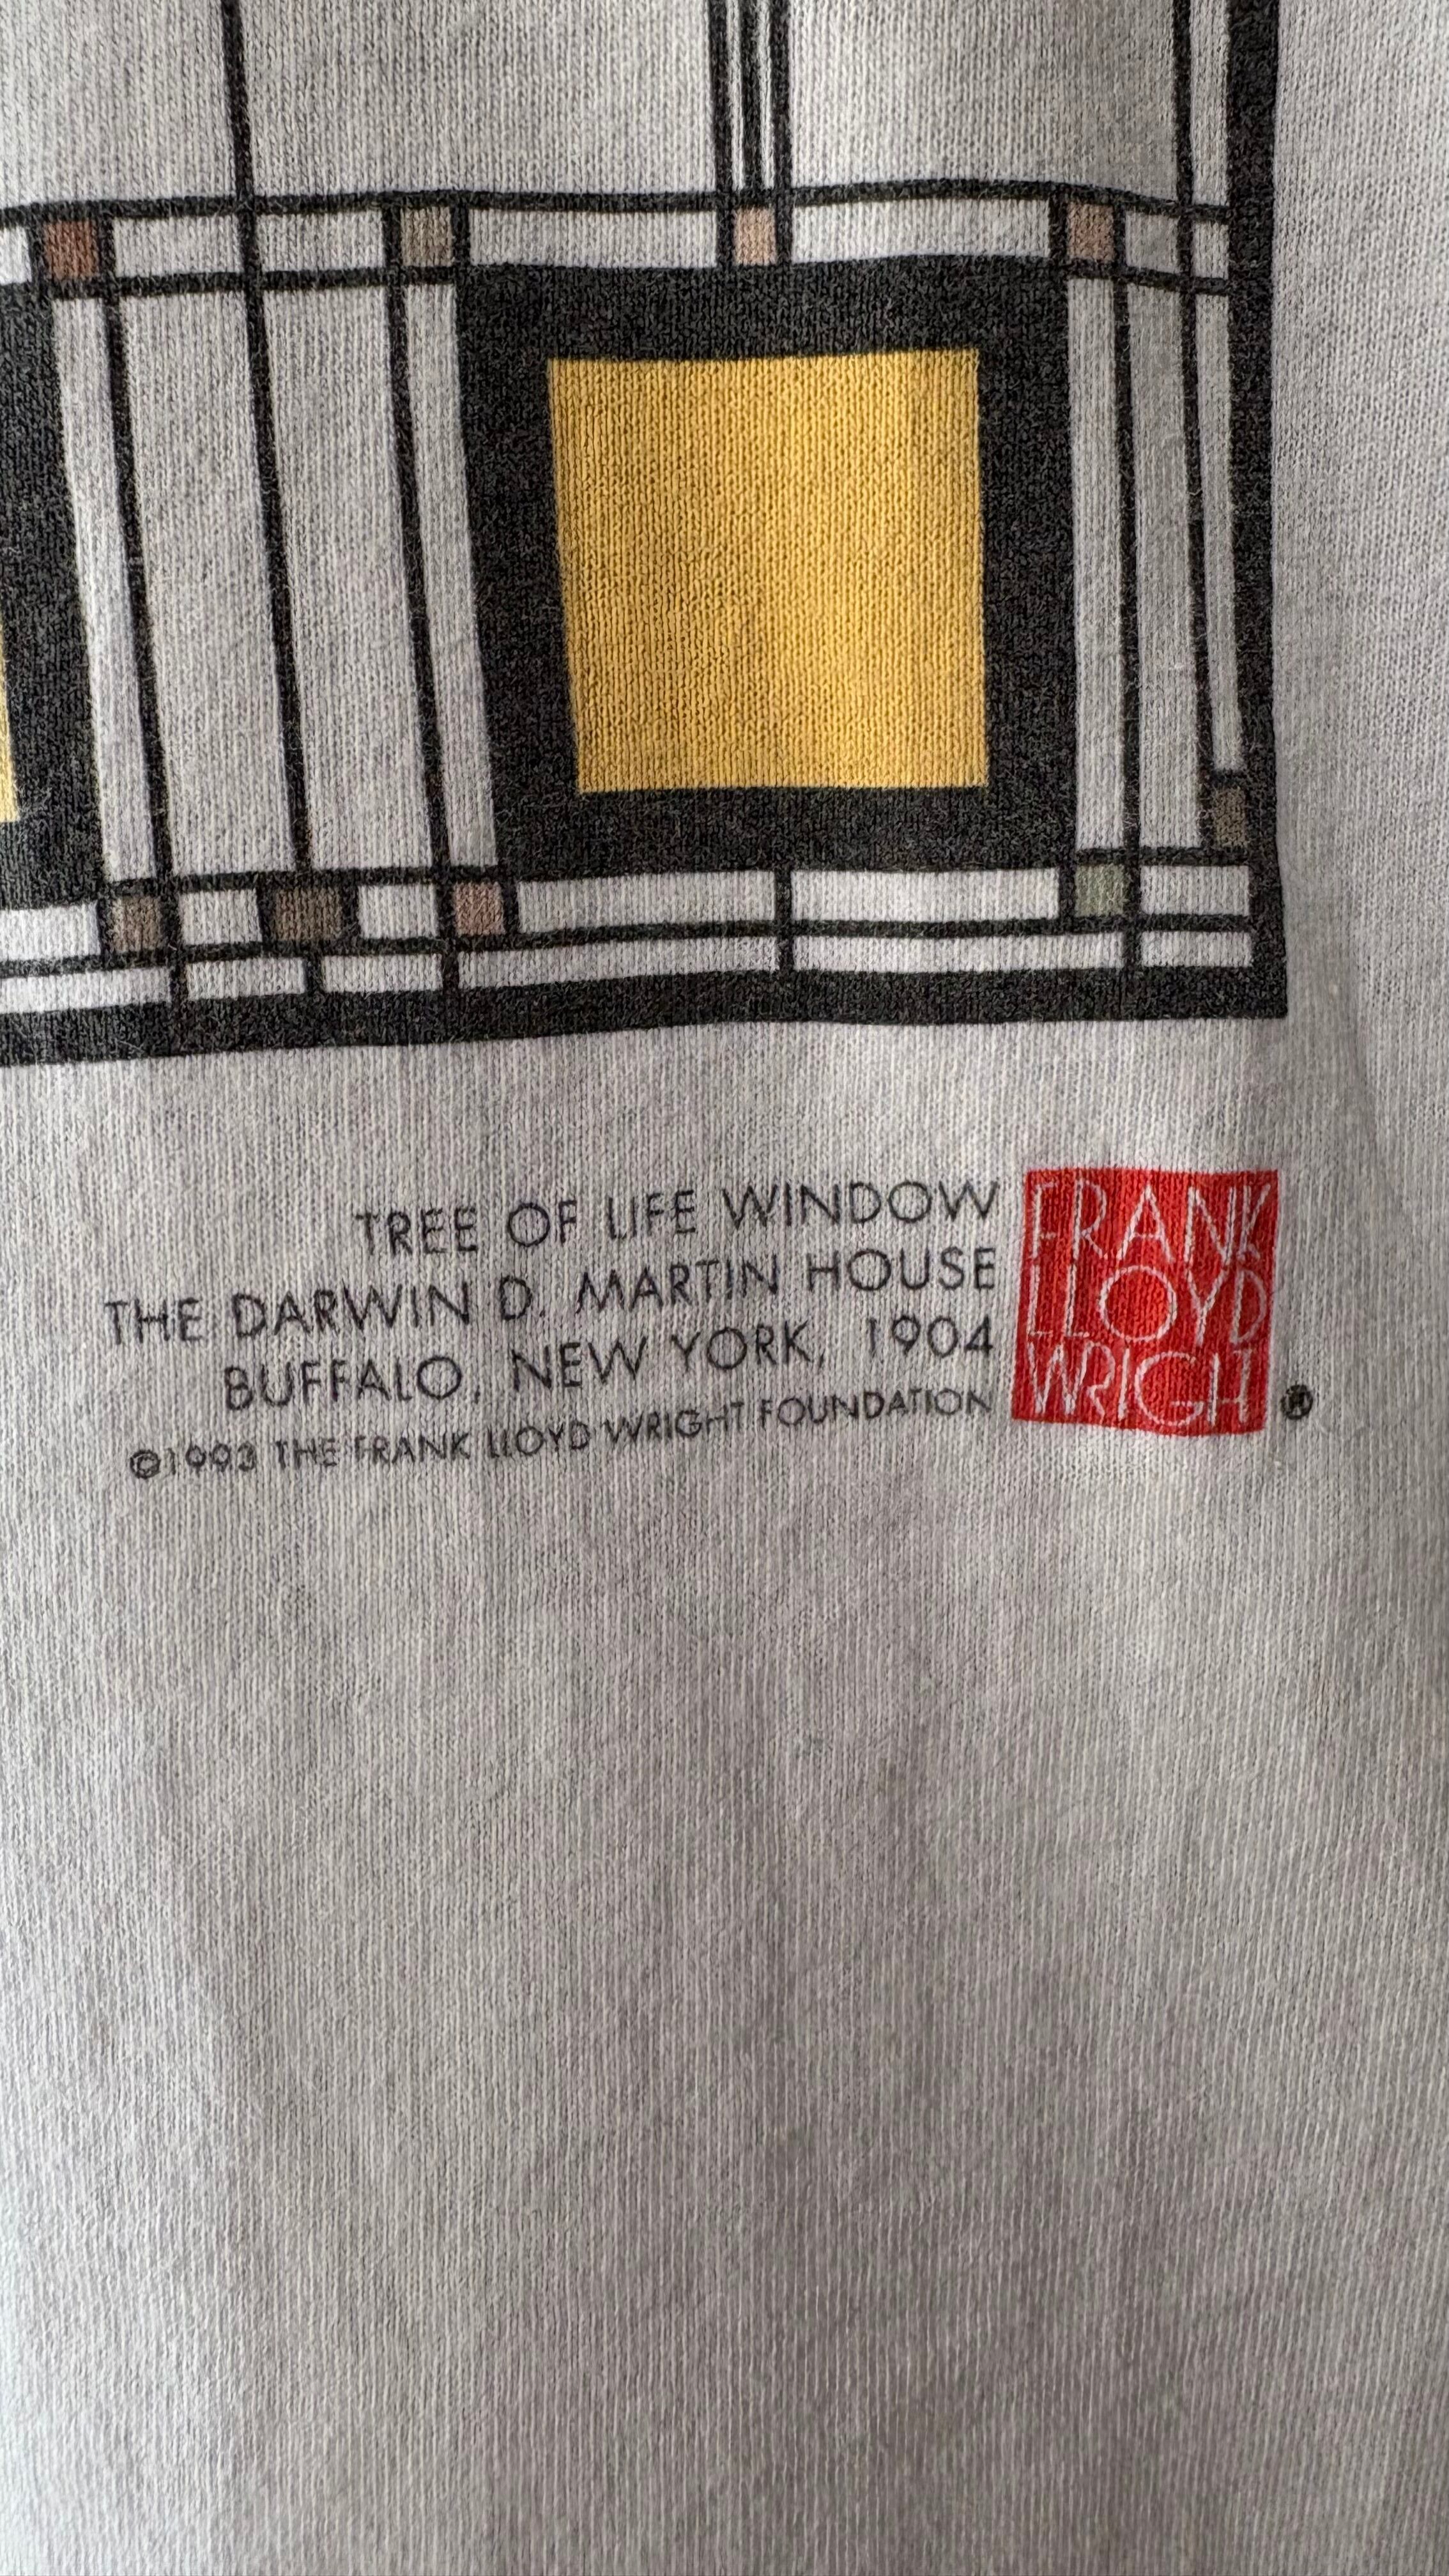 TREE OF LIFE WINDOW
THE DARWIN D. MARTIN HOUSE
BUFFALO, NEW YORK, 1904
©1993 THE FRANK LLOYD WRIGHT FOUNDATION
FRANK
LLOYD
WRIGHT
®